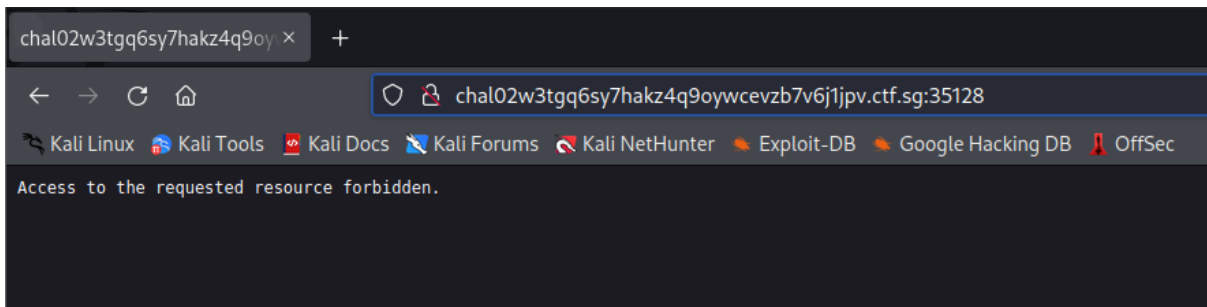 chal02w3tgq6sy7hakz4q9oy
chal02w3tgq6sy7hakz4q9oywcevzb7v6j1jpv.ctf.sg:35128
Kali Linux Kali Tools Kali Docs Kali Forums Kali NetHunter Exploit-DB Google Hacking DB OffSec
Access to the requested resource forbidden.